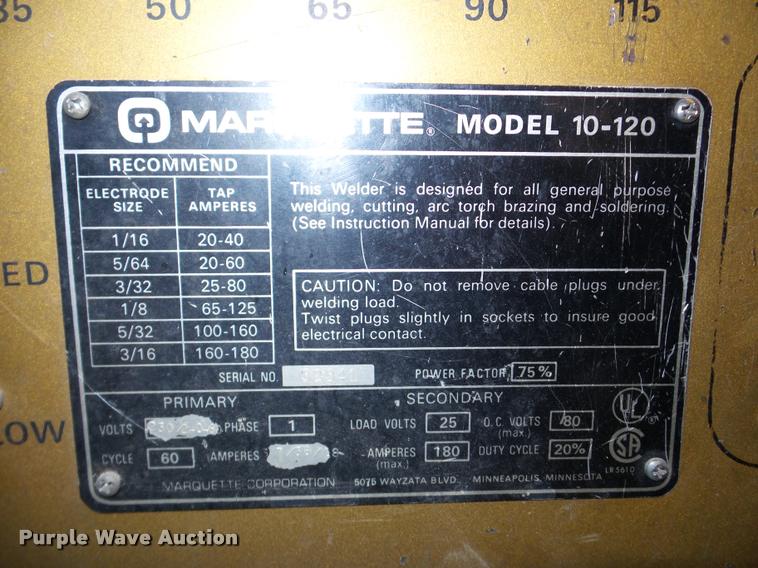 65 90 115
MARQUETTE® MODEL 10-120
RECOMMEND
ELECTRODE SIZE TAP AMPERES
1/16 20-40
5/64 20-60
3/32 25-80
1/8 65-125
5/32 100-160
3/16 160-180
This Welder is designed for all general purpose
welding, cutting, arc torch brazing and soldering.
(See Instruction Manual for details).
CAUTION: Do not remove cable plugs under
welding load.
Twist plugs slightly in sockets to insure good
electrical contact.
SERIAL NO. POWER FACTOR 75%
PRIMARY SECONDARY
VOLTS PHASE 1 LOAD VOLTS 25 O.C. VOLTS (max.) 80
CYCLE 60 AMPERES AMPERES (max.) 180 DUTY CYCLE 20%
UL ®
SA
LR5610
MARQUETTE CORPORATION 5075 WAYZATA BLVD. MINNEAPOLIS, MINNESOTA
ED
LOW
Purple Wave Auction